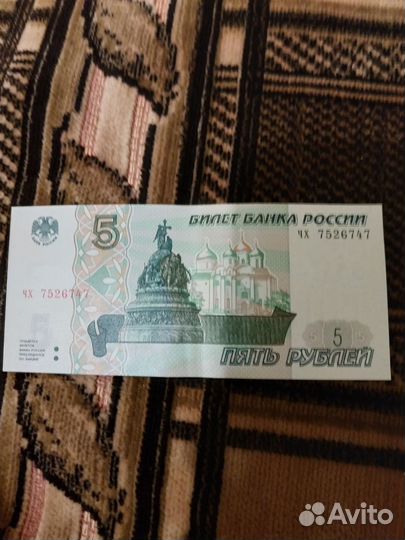 БИЛЕТ БАНКА РОССИИ
5
чх 7526747
чх 7526747
5
ПЯТЬ РУБЛЕЙ
Avito